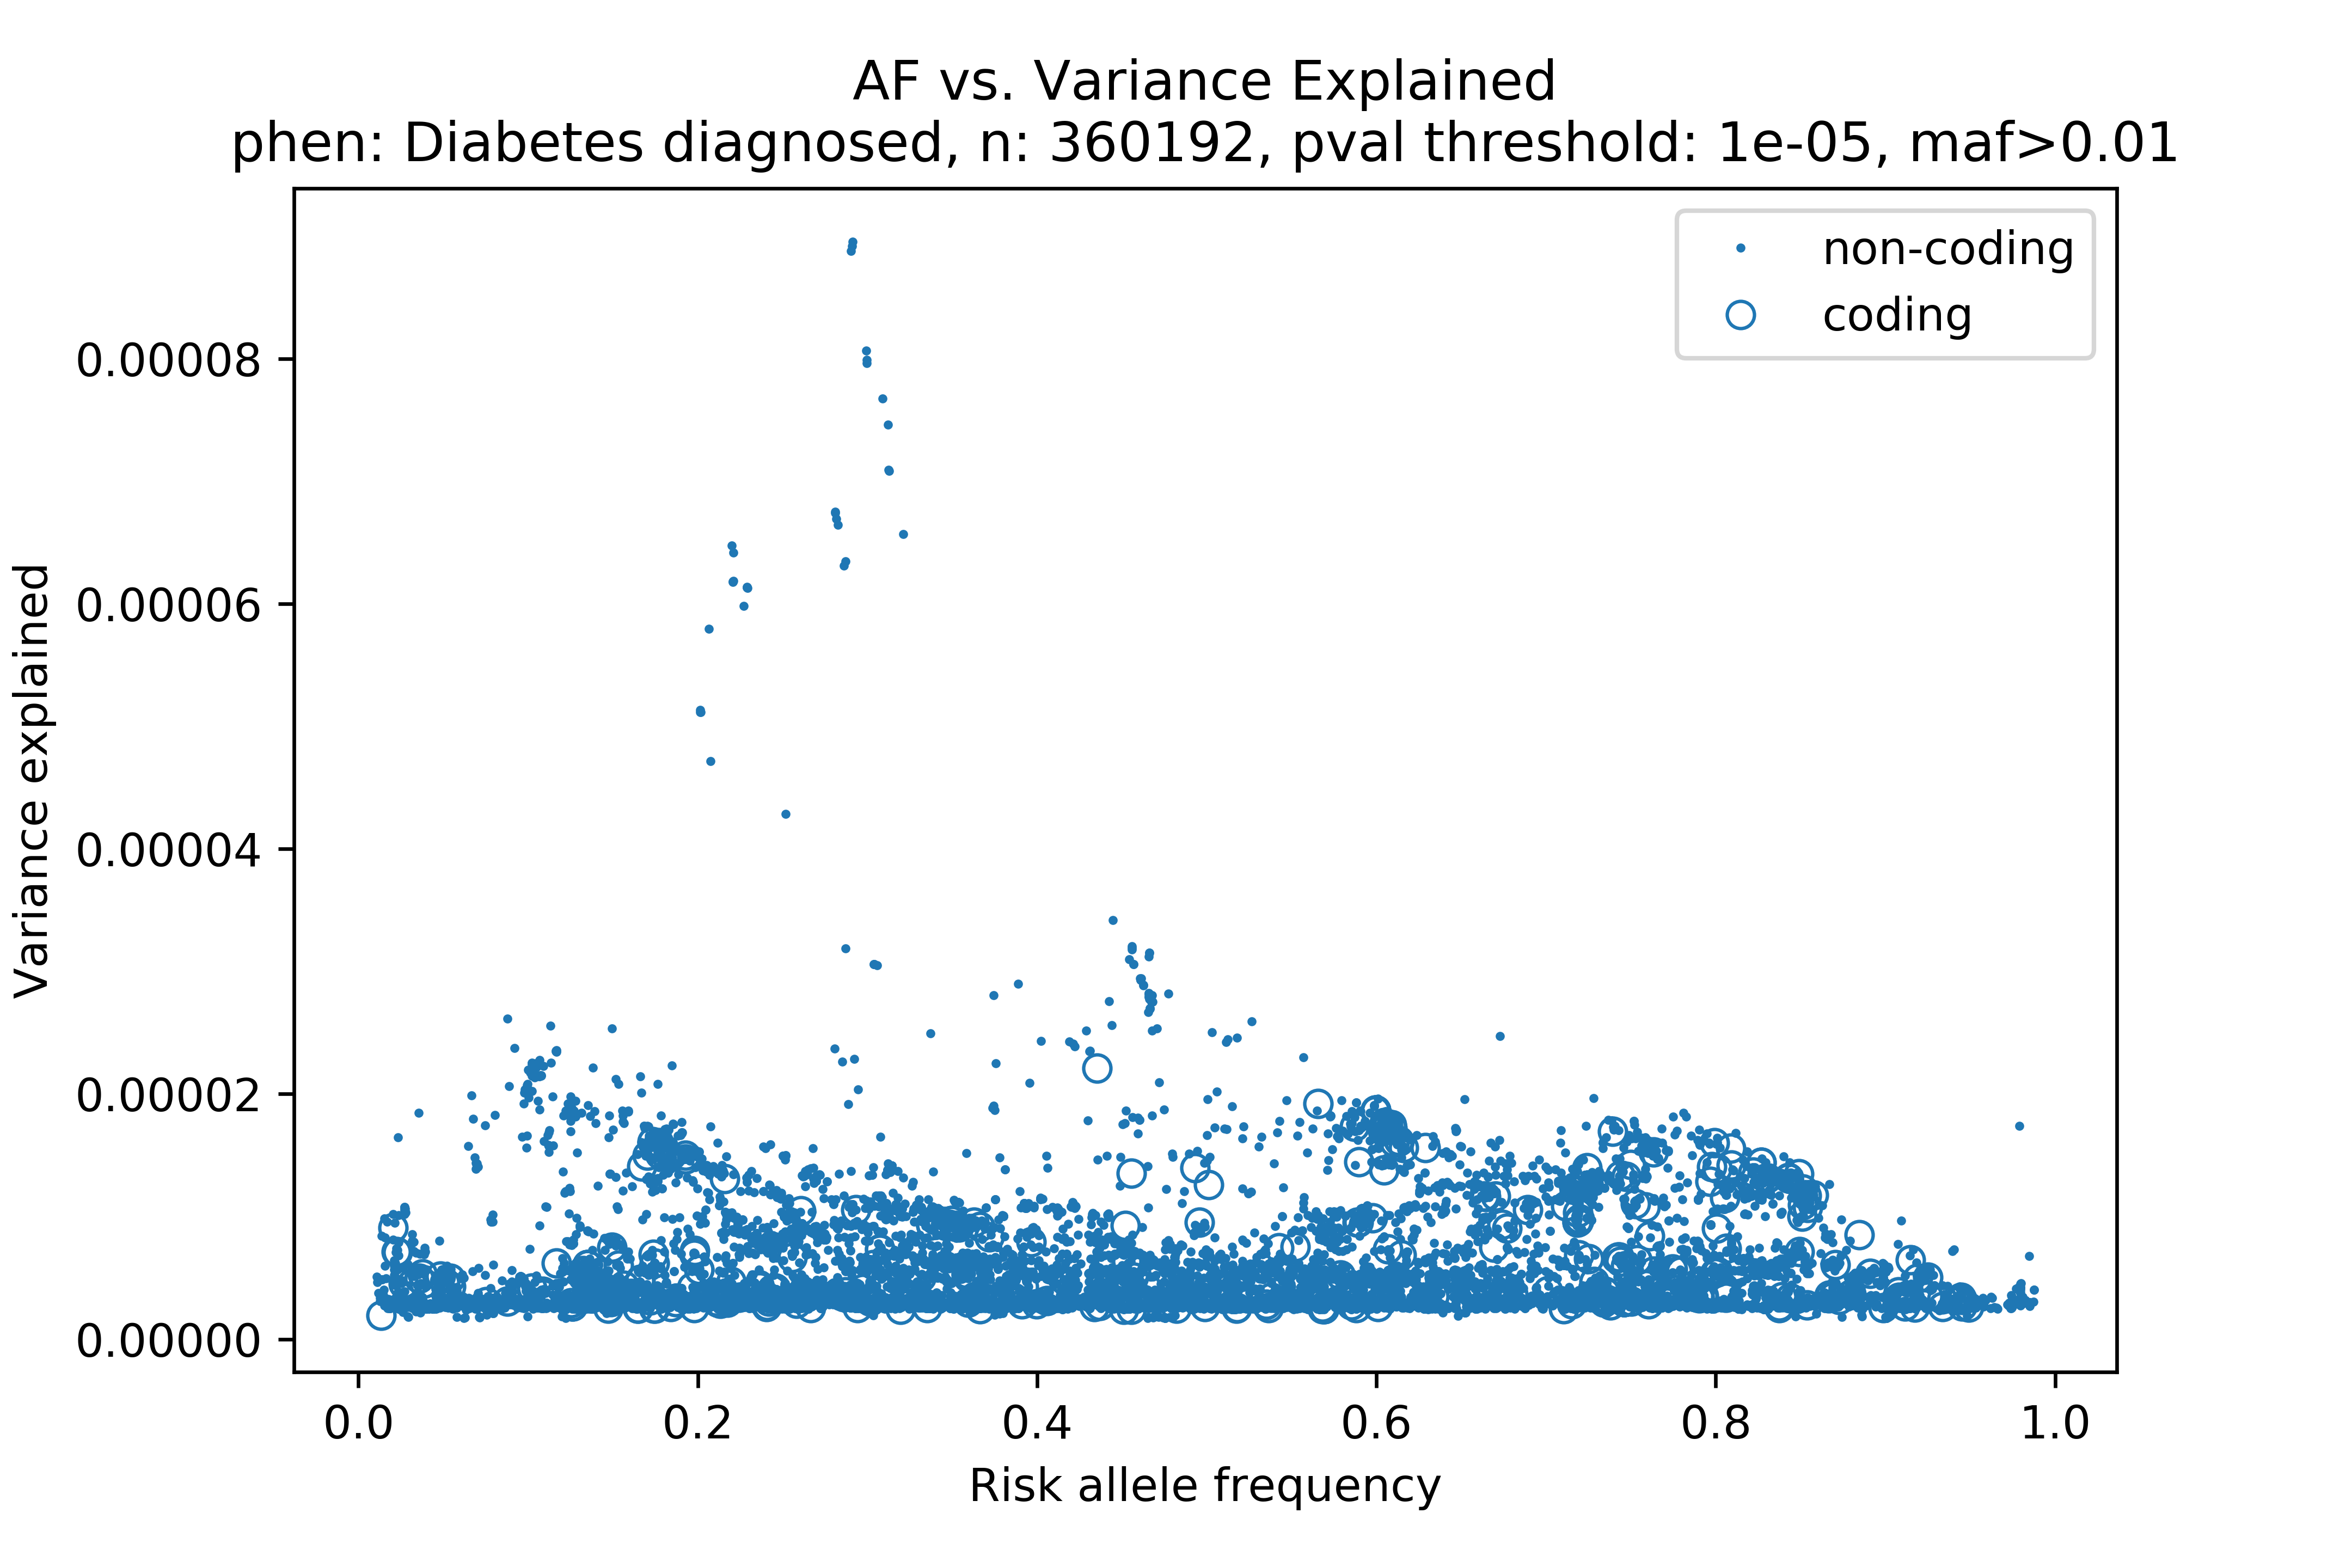 AF vs. Variance Explained
phen: Diabetes diagnosed, n: 360192, pval threshold: 1e-05, maf>0.01
non-coding
coding
0.00008
0.00006
0.00004
0.00002
0.00000
Variance explained
0.0 0.2 0.4 0.6 0.8 1.0
Risk allele frequency